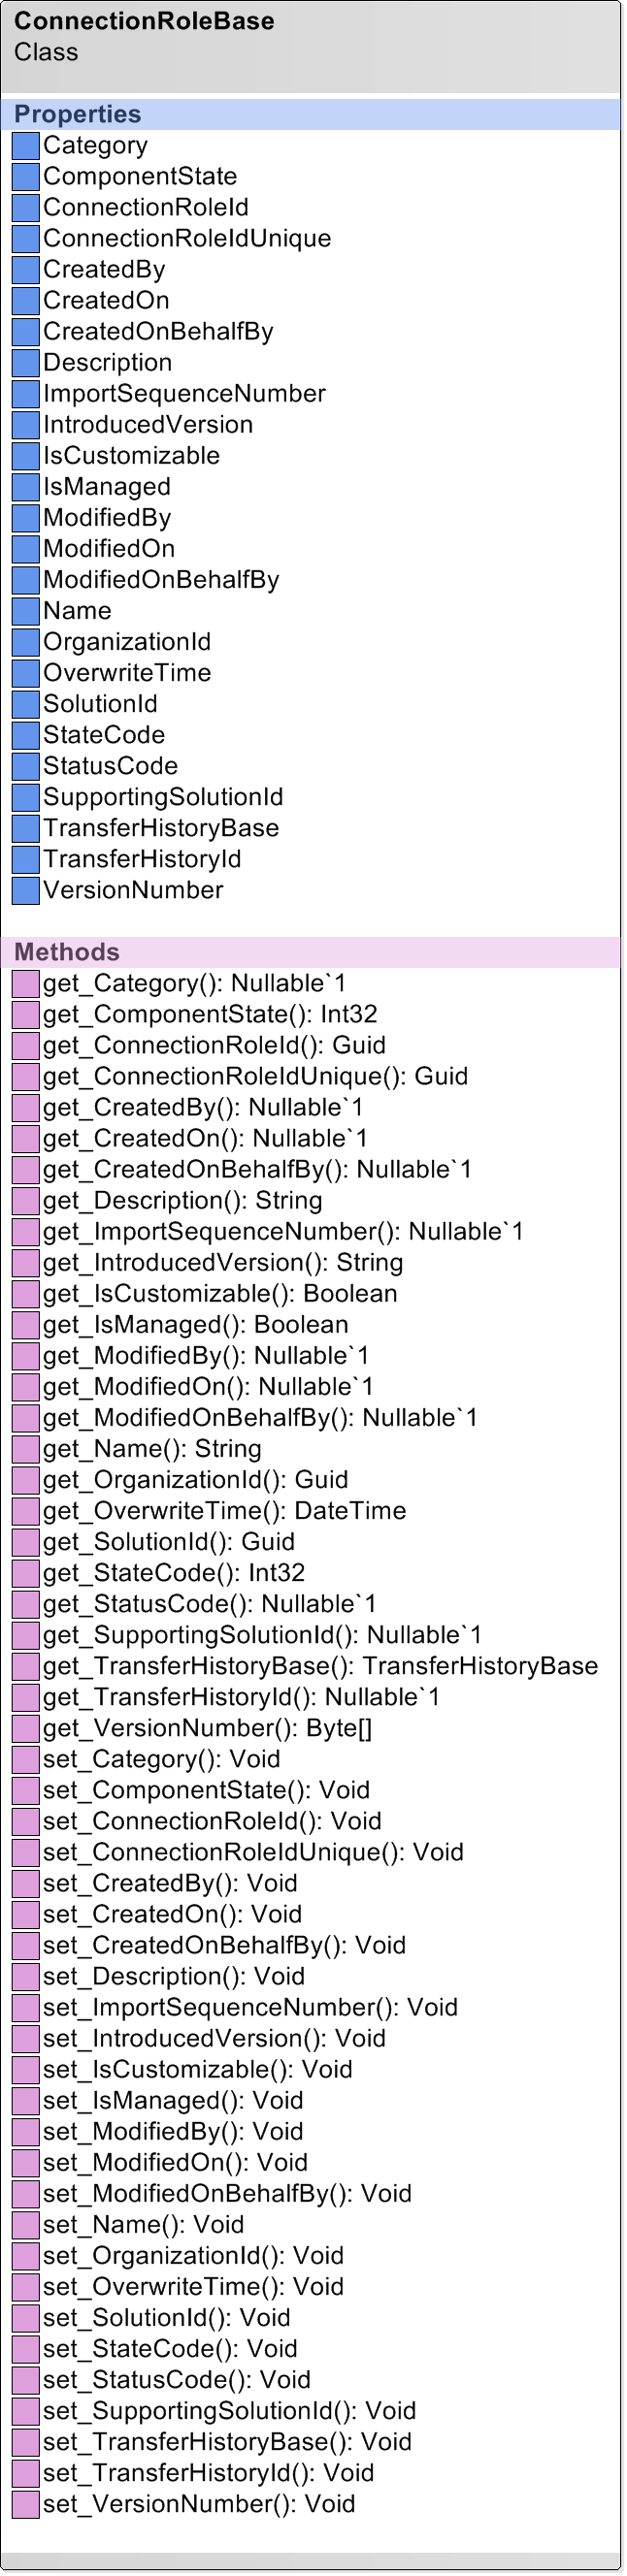 ConnectionRoleBase
Class
Properties
Category
ComponentState
ConnectionRoleId
ConnectionRoleIdUnique
CreatedBy
CreatedOn
CreatedOnBehalfBy
Description
ImportSequenceNumber
IntroducedVersion
IsCustomizable
IsManaged
ModifiedBy
ModifiedOn
ModifiedOnBehalfBy
Name
OrganizationId
OverwriteTime
SolutionId
StateCode
StatusCode
SupportingSolutionId
TransferHistoryBase
TransferHistoryId
VersionNumber
Methods
get_Category(): Nullable`1
get_ComponentState(): Int32
get_ConnectionRoleId(): Guid
get_ConnectionRoleIdUnique(): Guid
get_CreatedBy(): Nullable`1
get_CreatedOn(): Nullable`1
get_CreatedOnBehalfBy(): Nullable`1
get_Description(): String
get_ImportSequenceNumber(): Nullable`1
get_IntroducedVersion(): String
get_IsCustomizable(): Boolean
get_IsManaged(): Boolean
get_ModifiedBy(): Nullable`1
get_ModifiedOn(): Nullable`1
get_ModifiedOnBehalfBy(): Nullable`1
get_Name(): String
get_OrganizationId(): Guid
get_OverwriteTime(): DateTime
get_SolutionId(): Guid
get_StateCode(): Int32
get_StatusCode(): Nullable`1
get_SupportingSolutionId(): Nullable`1
get_TransferHistoryBase(): TransferHistoryBase
get_TransferHistoryId(): Nullable`1
get_VersionNumber(): Byte[]
set_Category(): Void
set_ComponentState(): Void
set_ConnectionRoleId(): Void
set_ConnectionRoleIdUnique(): Void
set_CreatedBy(): Void
set_CreatedOn(): Void
set_CreatedOnBehalfBy(): Void
set_Description(): Void
set_ImportSequenceNumber(): Void
set_IntroducedVersion(): Void
set_IsCustomizable(): Void
set_IsManaged(): Void
set_ModifiedBy(): Void
set_ModifiedOn(): Void
set_ModifiedOnBehalfBy(): Void
set_Name(): Void
set_OrganizationId(): Void
set_OverwriteTime(): Void
set_SolutionId(): Void
set_StateCode(): Void
set_StatusCode(): Void
set_SupportingSolutionId(): Void
set_TransferHistoryBase(): Void
set_TransferHistoryId(): Void
set_VersionNumber(): Void